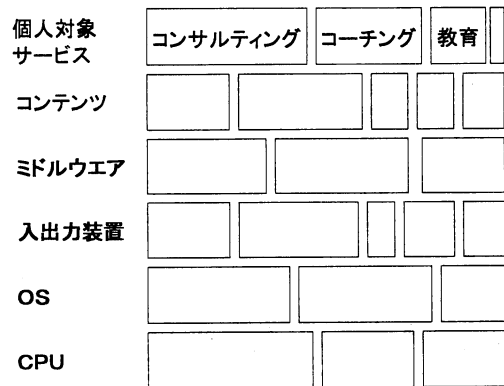 個人対象
サービス
コンサルティング
コーチング
教育
コンテンツ
ミドルウエア
入出力装置
OS
CPU